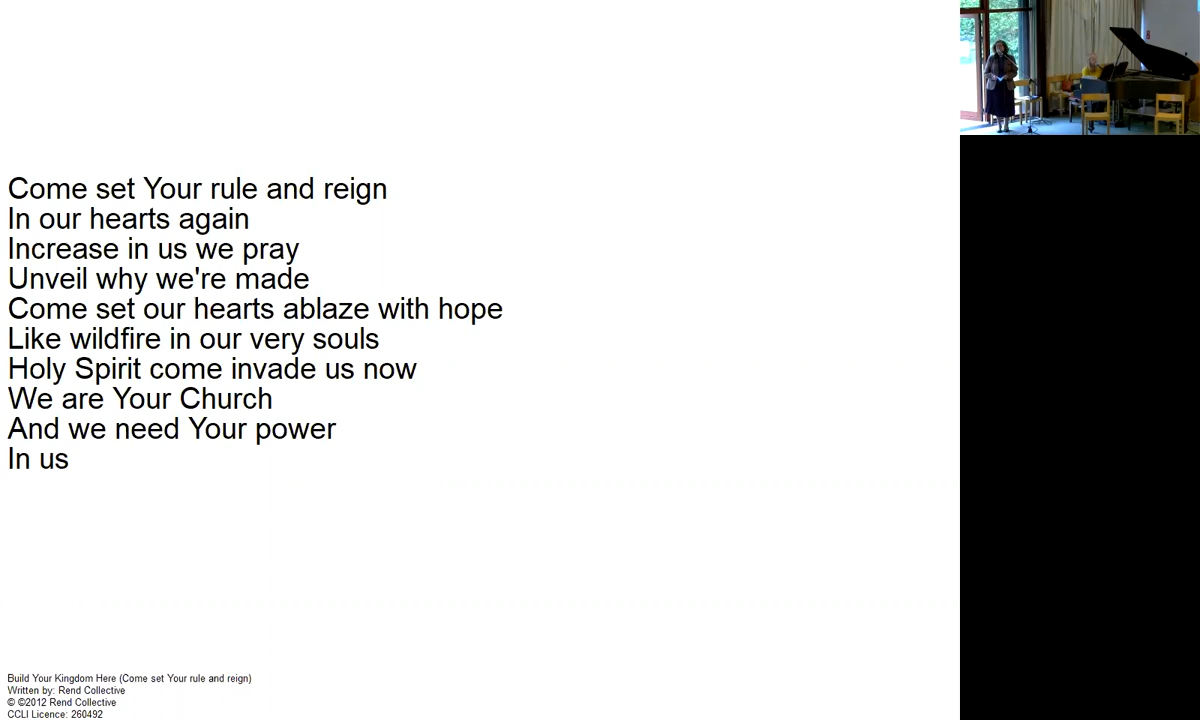 Come set Your rule and reign
In our hearts again
Increase in us we pray
Unveil why we're made
Come set our hearts ablaze with hope
Like wildfire in our very souls
Holy Spirit come invade us now
We are Your Church
And we need Your power
In us
Build Your Kingdom Here (Come set Your rule and reign)
Written by: Rend Collective
© ©2012 Rend Collective
CCLI Licence: 260492